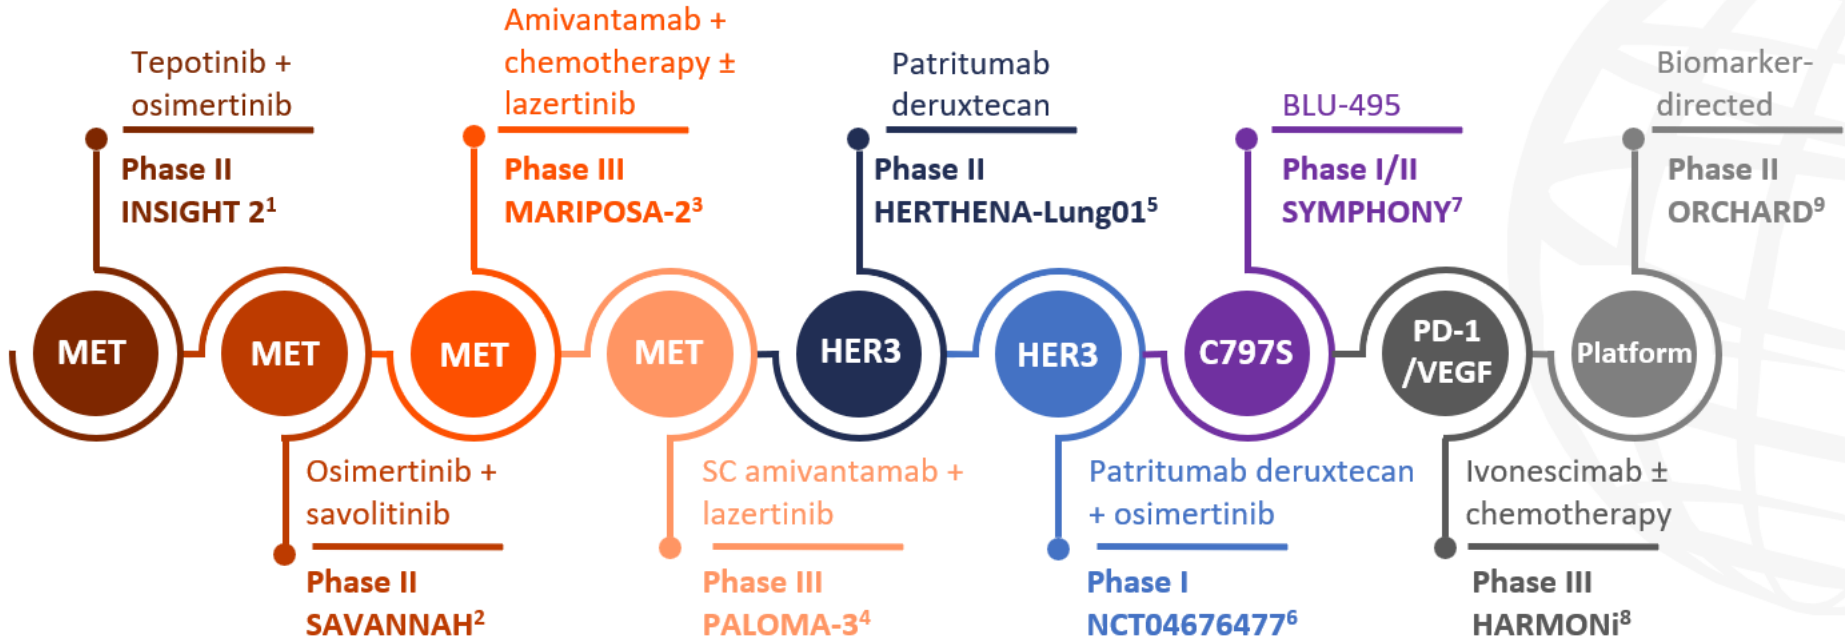 Tepotinib +
osimertinib
Phase II
INSIGHT 2¹
Amivantamab +
chemotherapy ±
lazertinib
Phase III
MARIPOSA-2³
Patritumab
deruxtecan
Phase II
HERTHENA-Lung01⁵
BLU-495
Phase I/II
SYMPHONY⁷
Biomarker-
directed
Phase II
ORCHARD⁹
MET
MET
MET
MET
HER3
HER3
C797S
PD-1
/VEGF
Platform
Osimertinib +
savolitinib
Phase II
SAVANNAH²
SC amivantamab +
lazertinib
Phase III
PALOMA-3⁴
Patritumab deruxtecan
+ osimertinib
Phase I
NCT04676477⁶
Ivonescimab ±
chemotherapy
Phase III
HARMONi⁸